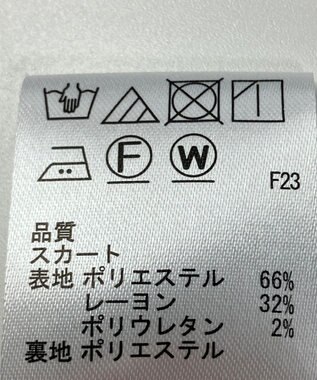 F W
F23
品質
スカート
表地 ポリエステル 66%
レーヨン 32%
ポリウレタン 2%
裏地 ポリエステル